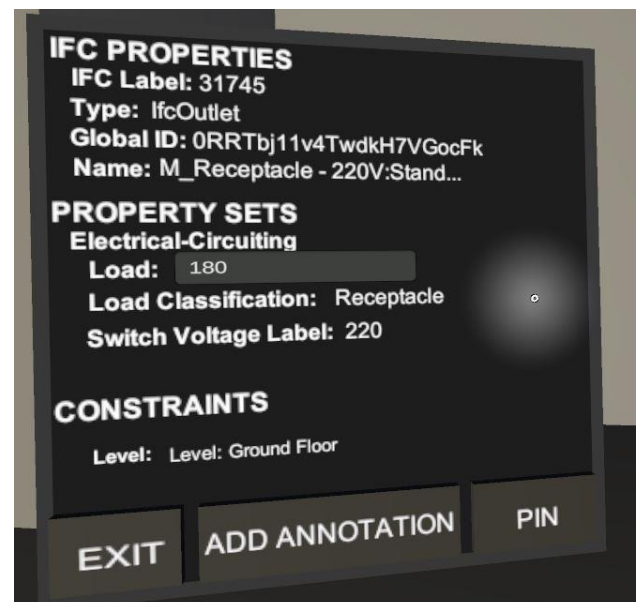 IFC PROPERTIES
IFC Label: 31745
Type: IfcOutlet
Global ID: 0RRTbj11v4TwdkH7VGocFk
Name: M_Receptacle - 220V:Stand...
PROPERTY SETS
Electrical-Circuiting
Load: 180
Load Classification: Receptacle
Switch Voltage Label: 220
CONSTRAINTS
Level: Level: Ground Floor
EXIT ADD ANNOTATION PIN